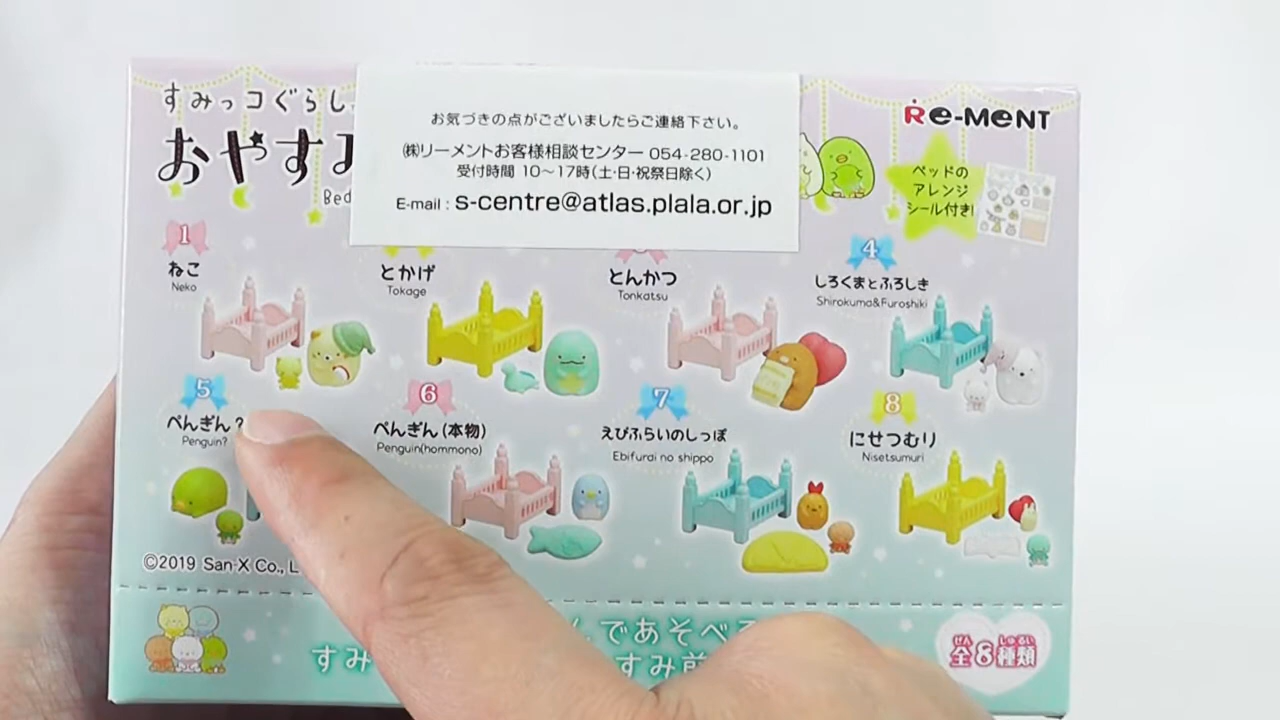 すみっコぐらし
おやすみ
Bed
お気づきの点がございましたらご連絡下さい。
㈱リーメントお客様相談センター 054-280-1101
受付時間 10〜17時(土・日・祝祭日除く)
E-mail : s-centre@atlas.plala.or.jp
Re-MeNT
ベッドの
アレンジ
シール付き!
1
ねこ
Neko
とかげ
Tokage
とんかつ
Tonkatsu
4
しろくまとふろしき
Shirokuma&Furoshiki
5
ぺんぎん?
Penguin?
6
ぺんぎん(本物)
Penguin(hommono)
7
えびふらいのしっぽ
Ebifurai no shippo
8
にせつむり
Nisetsumuri
©2019 San-X Co., L
んであそべる
すみ
すみ前
ぜん しゅるい
全8種類